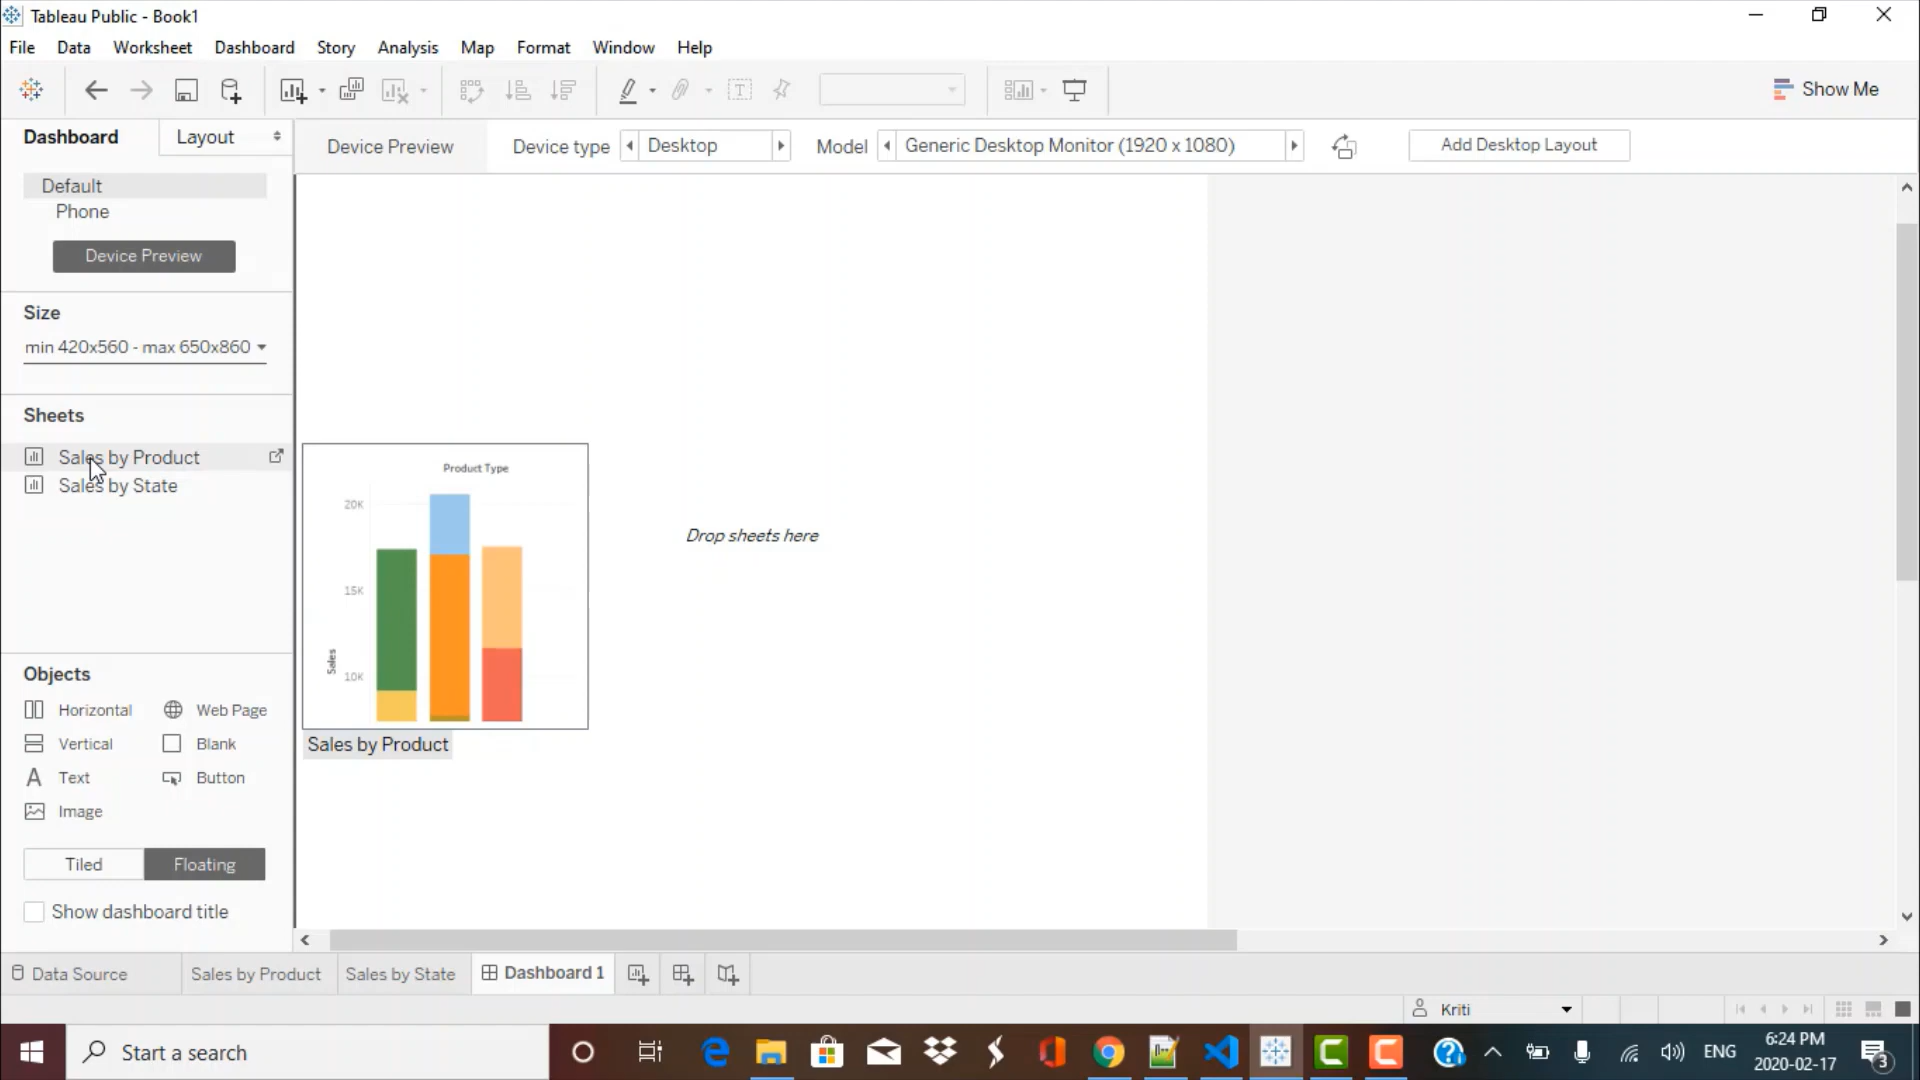 Tableau Public - Book1
File Data Worksheet Dashboard Story Analysis Map Format Window Help
Show Me
Dashboard Layout
Device Preview Device type Desktop Model Generic Desktop Monitor (1920 x 1080) Add Desktop Layout
Default
Phone
Device Preview
Size
min 420x560 - max 650x860
Sheets
Sales by Product
Sales by State
Product Type
20K
15K
10K
Sales
Sales by Product
Drop sheets here
Objects
Horizontal Web Page
Vertical Blank
Text Button
Image
Tiled Floating
Show dashboard title
Data Source Sales by Product Sales by State Dashboard 1
Kriti
Start a search
ENG
6:24 PM
2020-02-17
3